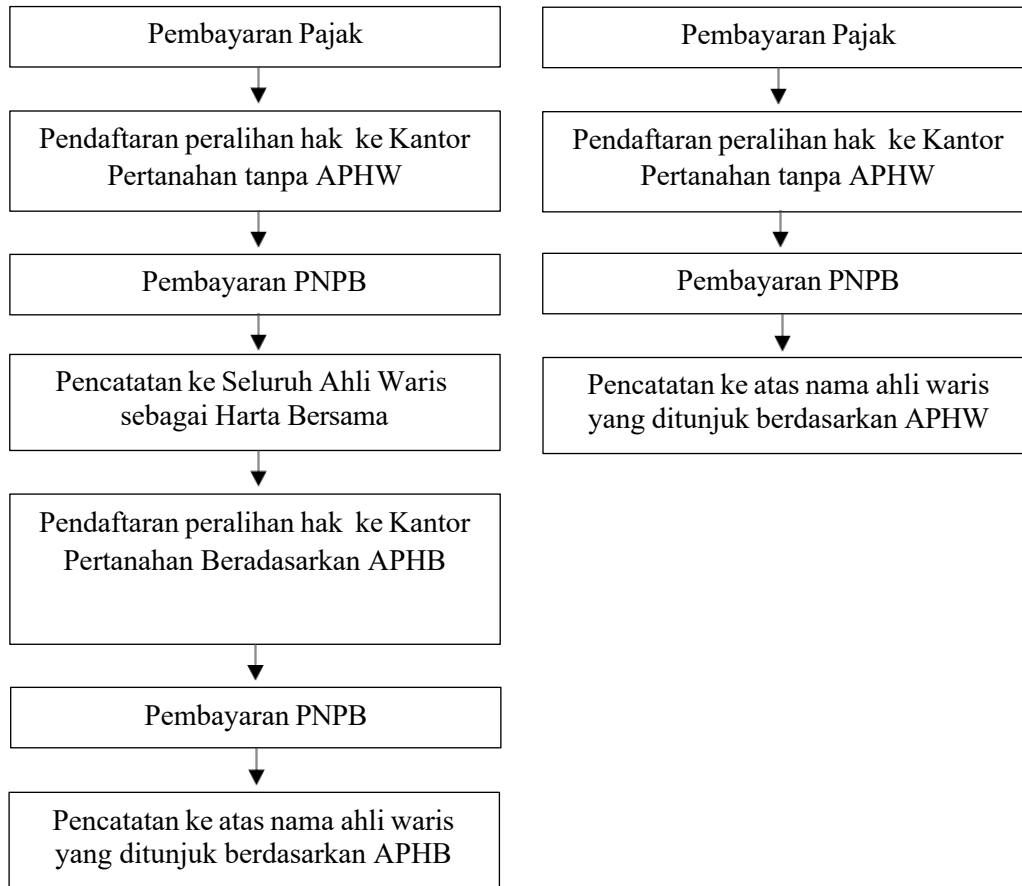 Pembayaran Pajak
Pendaftaran peralihan hak ke Kantor
Pertanahan tanpa APHW
Pembayaran PNPB
Pencatatan ke Seluruh Ahli Waris
sebagai Harta Bersama
Pendaftaran peralihan hak ke Kantor
Pertanahan Beradasarkan APHB
Pembayaran PNPB
Pencatatan ke atas nama ahli waris
yang ditunjuk berdasarkan APHB
Pembayaran Pajak
Pendaftaran peralihan hak ke Kantor
Pertanahan tanpa APHW
Pembayaran PNPB
Pencatatan ke atas nama ahli waris
yang ditunjuk berdasarkan APHW